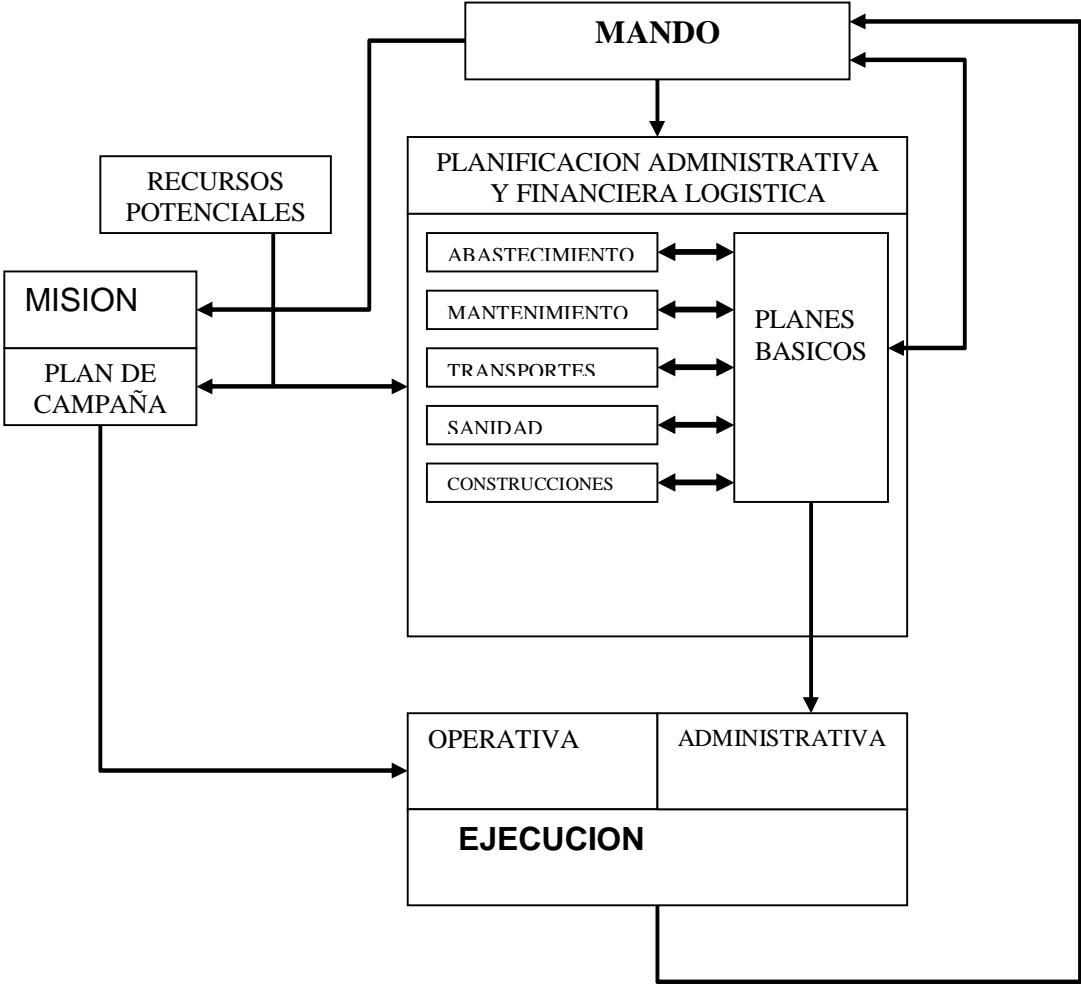 MANDO
PLANIFICACION ADMINISTRATIVA
Y FINANCIERA LOGISTICA
RECURSOS
POTENCIALES
MISION
PLAN DE
CAMPAÑA
ABASTECIMIENTO
MANTENIMIENTO
TRANSPORTES
SANIDAD
CONSTRUCCIONES
PLANES
BASICOS
OPERATIVA
ADMINISTRATIVA
EJECUCION